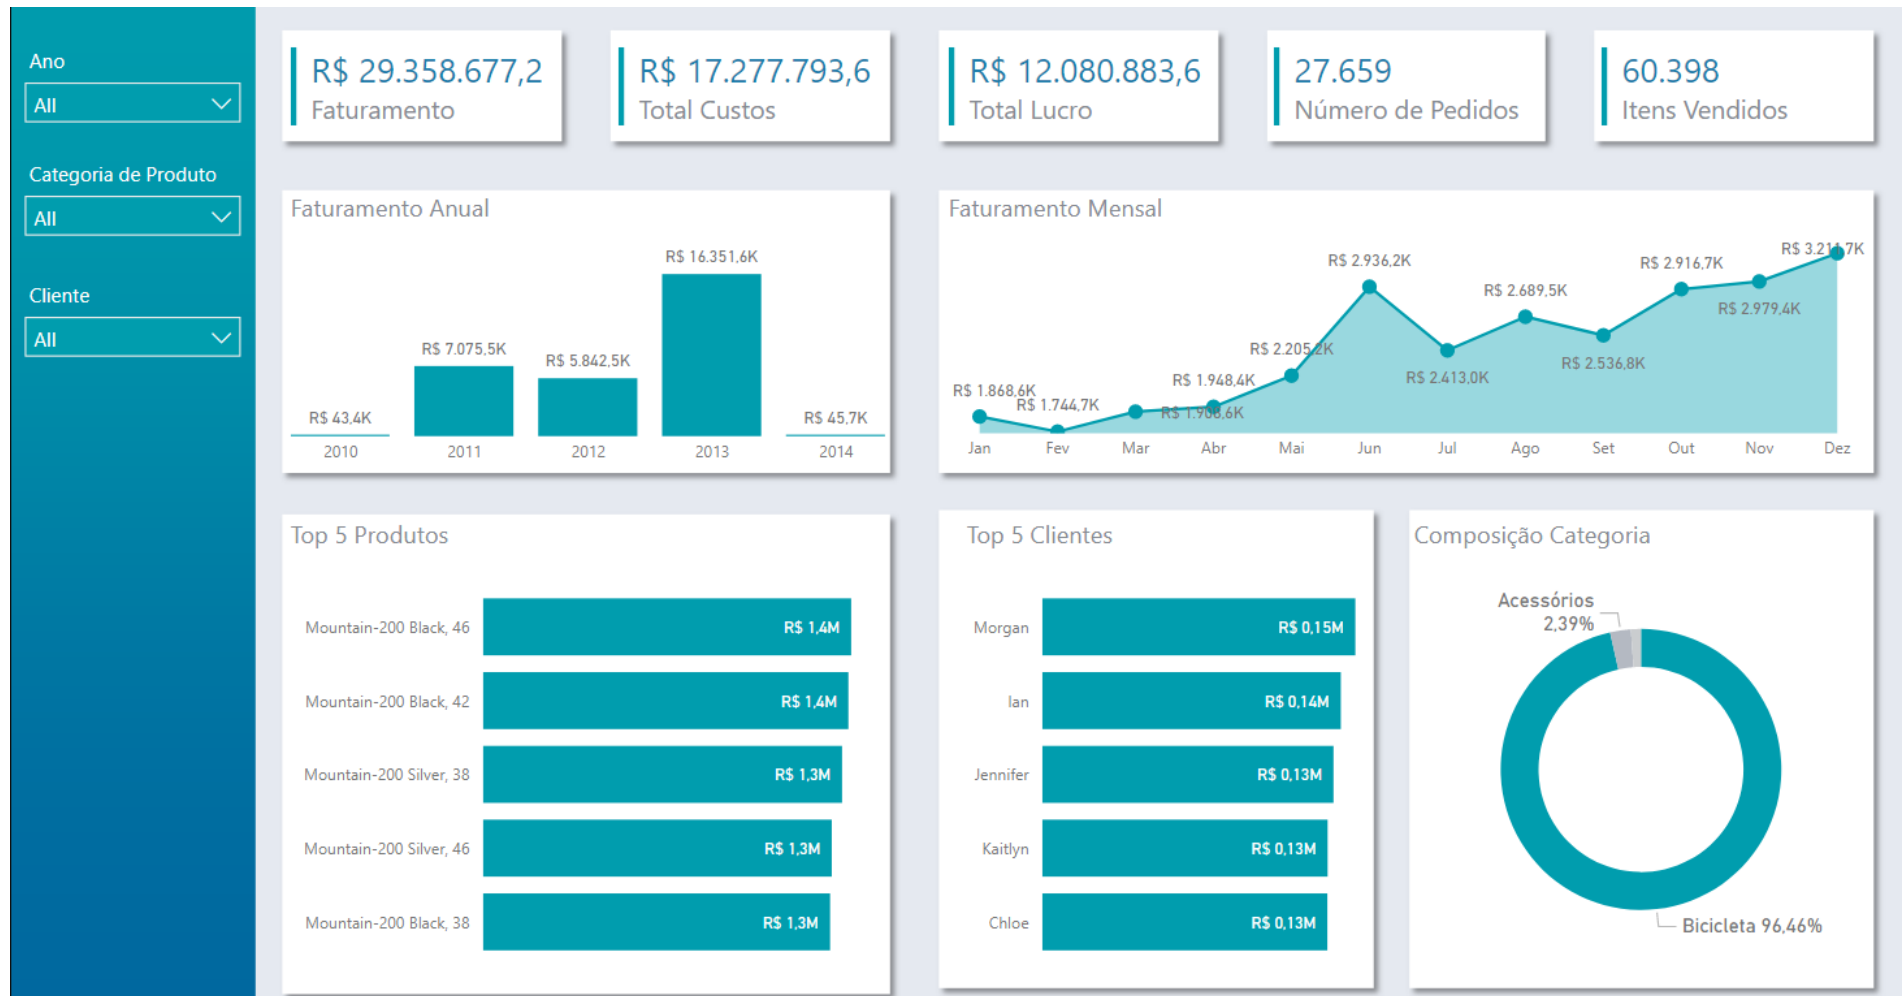 Ano
All
Categoria de Produto
All
Cliente
All
R$ 29.358.677,2
Faturamento
R$ 17.277.793,6
Total Custos
R$ 12.080.883,6
Total Lucro
27.659
Número de Pedidos
60.398
Itens Vendidos
Faturamento Anual
R$ 43,4K
R$ 7.075,5K
R$ 5.842,5K
R$ 16.351,6K
R$ 45,7K
2010
2011
2012
2013
2014
Faturamento Mensal
R$ 1.868,6K
R$ 1.744,7K
R$ 1.948,4K
R$ 2.205,2K
R$ 2.936,2K
R$ 2.413,0K
R$ 2.689,5K
R$ 2.536,8K
R$ 2.916,7K
R$ 2.979,4K
Jan
Fev
Mar
Abr
Mai
Jun
Jul
Ago
Set
Out
Nov
Dez
Top 5 Produtos
Mountain-200 Black, 46
R$ 1,4M
Mountain-200 Black, 42
R$ 1,4M
Mountain-200 Silver, 38
R$ 1,3M
Mountain-200 Silver, 46
R$ 1,3M
Mountain-200 Black, 38
R$ 1,3M
Top 5 Clientes
Morgan
R$ 0,15M
Ian
R$ 0,14M
Jennifer
R$ 0,13M
Kaitlyn
R$ 0,13M
Chloe
R$ 0,13M
Composição Categoria
Acessórios
2,39%
Bicicleta 96,46%